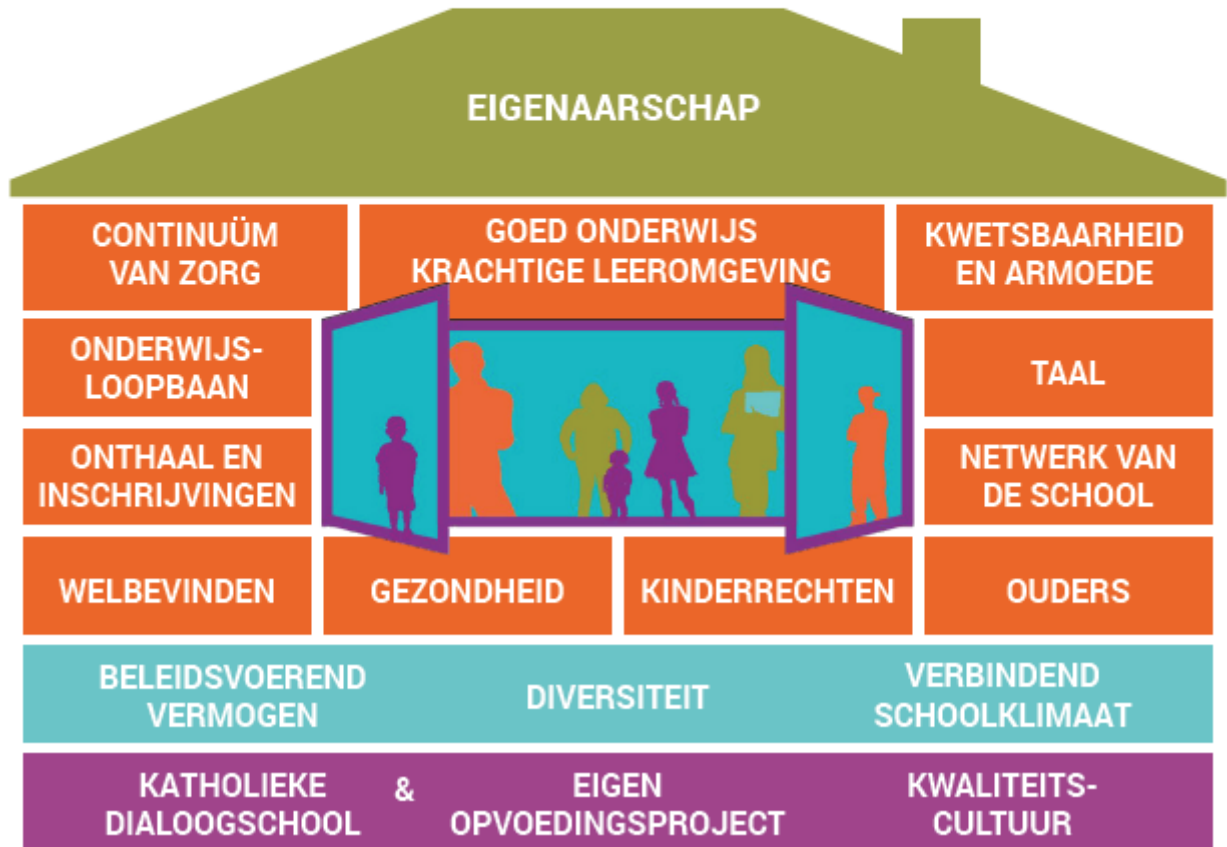 EIGENAARSCHAP
CONTINUÜM
VAN ZORG
GOED ONDERWIJS
KRACHTIGE LEEROMGEVING
KWETSBAARHEID
EN ARMOEDE
ONDERWIJS-
LOOPBAAN
TAAL
ONTHAAL EN
INSCHRIJVINGEN
NETWERK VAN
DE SCHOOL
WELBEVINDEN
GEZONDHEID
KINDERRECHTEN
OUDERS
BELEIDSVOEREND
VERMOGEN
DIVERSITEIT
VERBINDEND
SCHOOLKLIMAAT
KATHOLIEKE
DIALOOGSCHOOL
&
EIGEN
OPVOEDINGSPROJECT
KWALITEITS-
CULTUUR